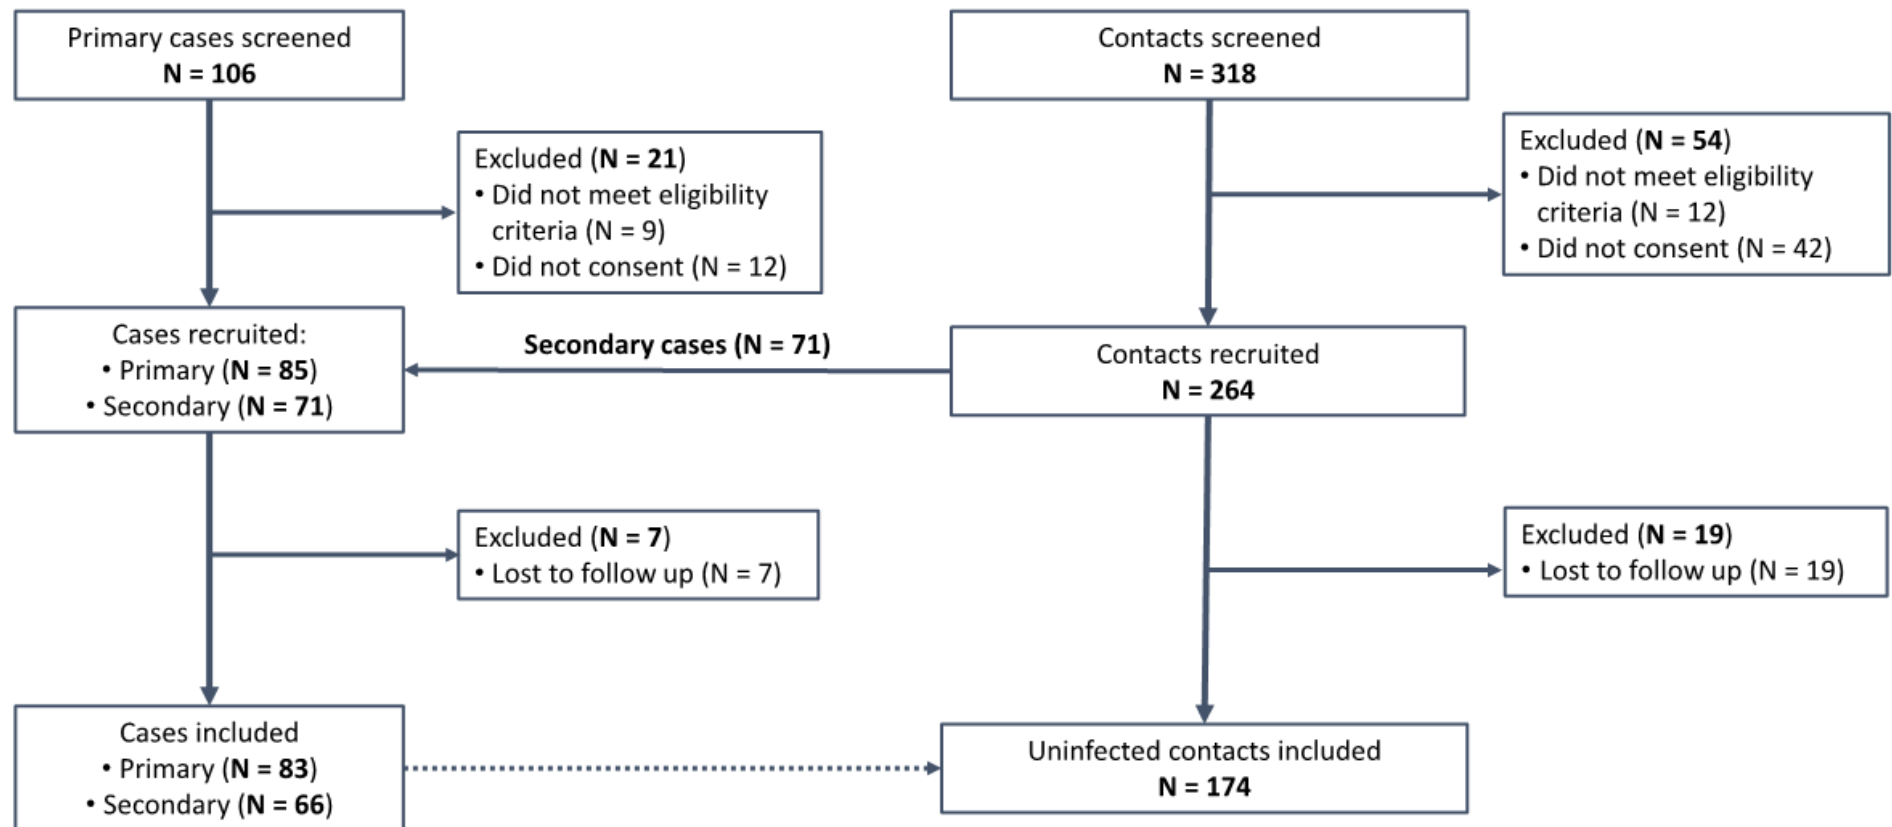 Primary cases screened
N = 106
Contacts screened
N = 318
Excluded (N = 21)
• Did not meet eligibility
criteria (N = 9)
• Did not consent (N = 12)
Excluded (N = 54)
• Did not meet eligibility
criteria (N = 12)
• Did not consent (N = 42)
Cases recruited:
• Primary (N = 85)
• Secondary (N = 71)
Secondary cases (N = 71)
Contacts recruited
N = 264
Excluded (N = 7)
• Lost to follow up (N = 7)
Excluded (N = 19)
• Lost to follow up (N = 19)
Cases included
• Primary (N = 83)
• Secondary (N = 66)
Uninfected contacts included
N = 174